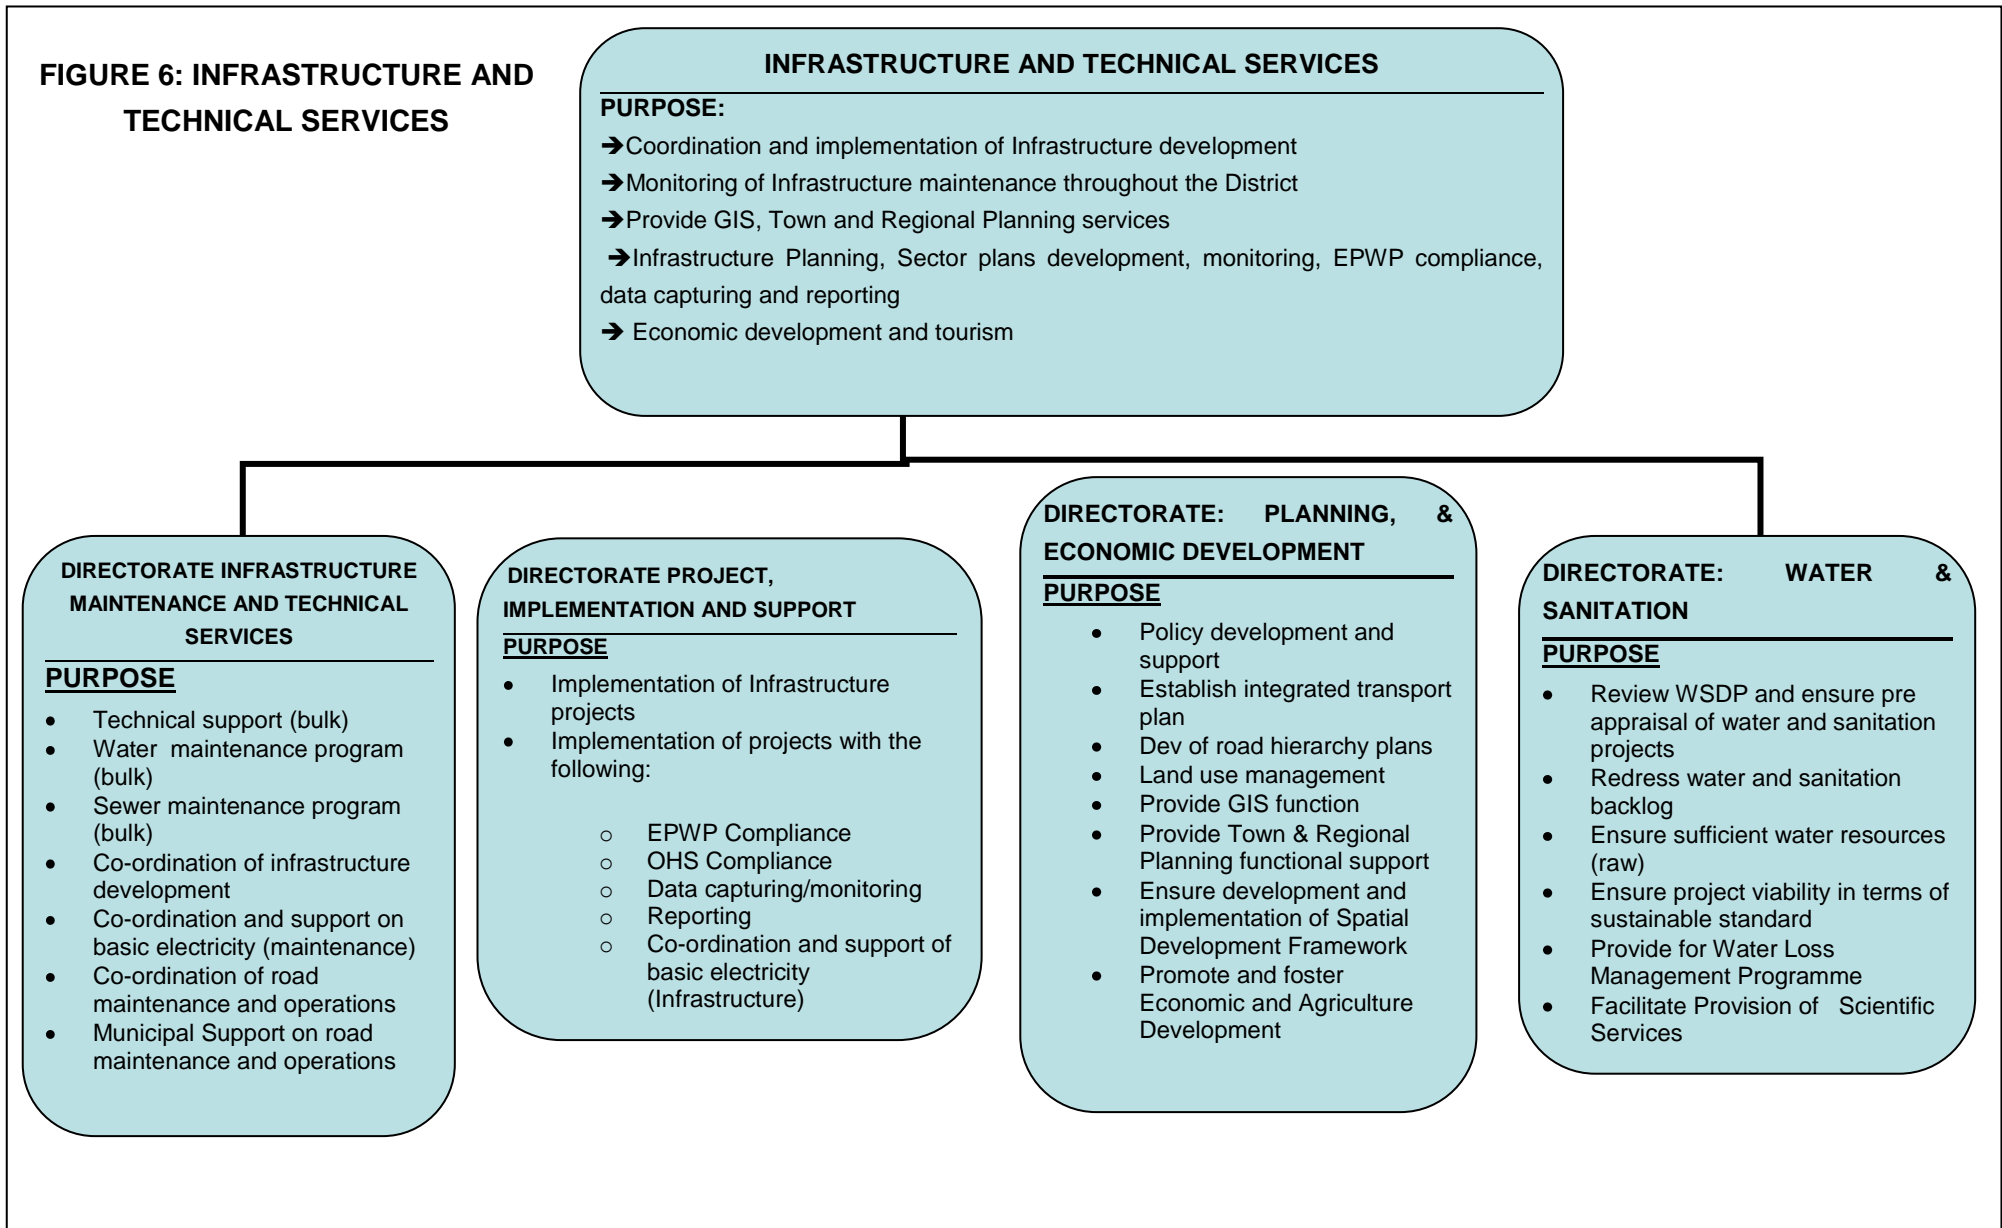 FIGURE 6: INFRASTRUCTURE AND
TECHNICAL SERVICES
INFRASTRUCTURE AND TECHNICAL SERVICES
PURPOSE:
➔Coordination and implementation of Infrastructure development
➔Monitoring of Infrastructure maintenance throughout the District
➔Provide GIS, Town and Regional Planning services
➔Infrastructure Planning, Sector plans development, monitoring, EPWP compliance,
data capturing and reporting
➔ Economic development and tourism
DIRECTORATE INFRASTRUCTURE
MAINTENANCE AND TECHNICAL
SERVICES
PURPOSE
• Technical support (bulk)
• Water maintenance program
(bulk)
• Sewer maintenance program
(bulk)
• Co-ordination of infrastructure
development
• Co-ordination and support on
basic electricity (maintenance)
• Co-ordination of road
maintenance and operations
• Municipal Support on road
maintenance and operations
DIRECTORATE PROJECT,
IMPLEMENTATION AND SUPPORT
PURPOSE
• Implementation of Infrastructure
projects
• Implementation of projects with the
following:
o EPWP Compliance
o OHS Compliance
o Data capturing/monitoring
o Reporting
o Co-ordination and support of
basic electricity
(Infrastructure)
DIRECTORATE: PLANNING, &
ECONOMIC DEVELOPMENT
PURPOSE
• Policy development and
support
• Establish integrated transport
plan
• Dev of road hierarchy plans
• Land use management
• Provide GIS function
• Provide Town & Regional
Planning functional support
• Ensure development and
implementation of Spatial
Development Framework
• Promote and foster
Economic and Agriculture
Development
DIRECTORATE: WATER &
SANITATION
PURPOSE
• Review WSDP and ensure pre
appraisal of water and sanitation
projects
• Redress water and sanitation
backlog
• Ensure sufficient water resources
(raw)
• Ensure project viability in terms of
sustainable standard
• Provide for Water Loss
Management Programme
• Facilitate Provision of Scientific
Services